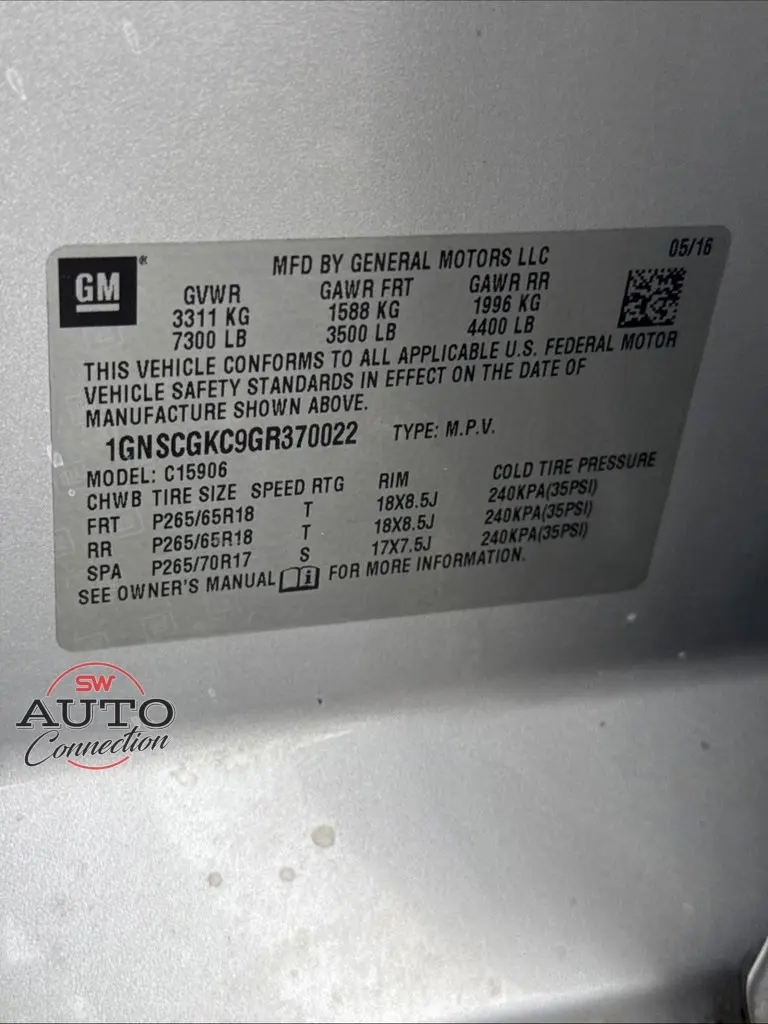 GM®
MFD BY GENERAL MOTORS LLC
05/16
GVWR GAWR FRT GAWR RR
3311 KG 1588 KG 1996 KG
7300 LB 3500 LB 4400 LB
THIS VEHICLE CONFORMS TO ALL APPLICABLE U.S. FEDERAL MOTOR
VEHICLE SAFETY STANDARDS IN EFFECT ON THE DATE OF
MANUFACTURE SHOWN ABOVE.
1GNSCGKC9GR370022 TYPE: M.P.V.
MODEL: C15906
CHWB TIRE SIZE SPEED RTG RIM COLD TIRE PRESSURE
FRT P265/65R18 T 18X8.5J 240KPA(35PSI)
RR P265/65R18 T 18X8.5J 240KPA(35PSI)
SPA P265/70R17 S 17X7.5J 240KPA(35PSI)
SEE OWNER'S MANUAL i FOR MORE INFORMATION.
SW
AUTO
Connection